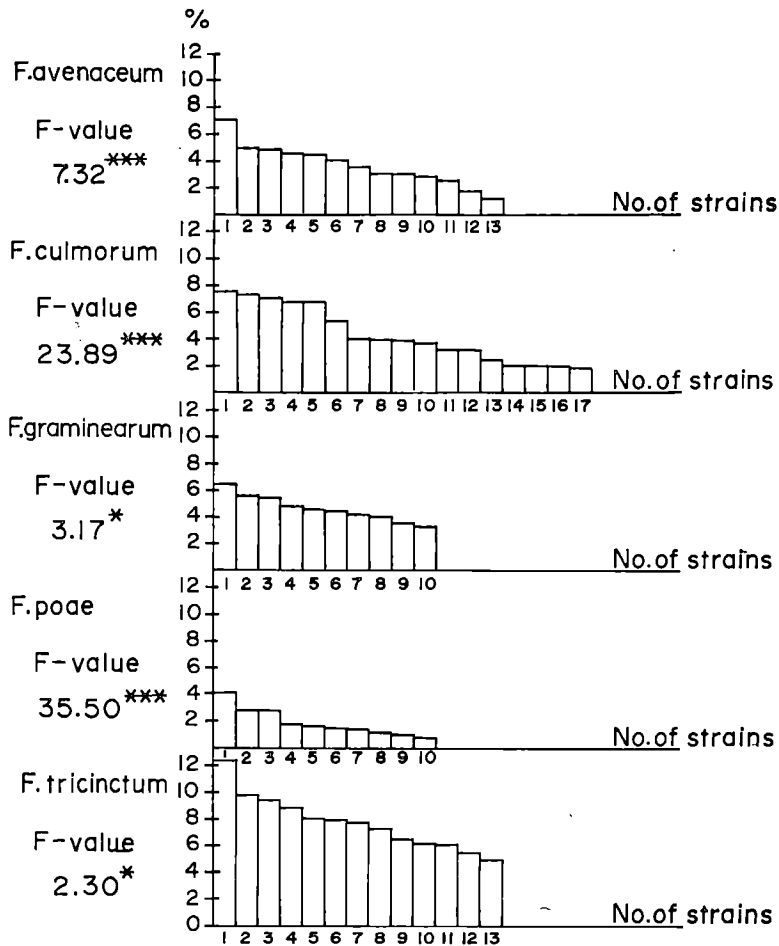 %
12
F.avenaceum
10
8
F-value
6
7.32***
4
2
No.of strains
1 2 3 4 5 6 7 8 9 10 11 12 13
12
F.culmorum
10
8
F-value
6
23.89***
4
2
No.of strains
1 2 3 4 5 6 7 8 9 10 11 12 13 14 15 16 17
12
F.graminearum
10
8
F-value
6
3.17*
4
2
No.of strains
1 2 3 4 5 6 7 8 9 10
12
F.poae
10
8
F-value
6
35.50***
4
2
No.of strains
1 2 3 4 5 6 7 8 9 10
12
F.tricinctum
10
8
F-value
6
2.30*
4
2
0
No.of strains
1 2 3 4 5 6 7 8 9 10 11 12 13